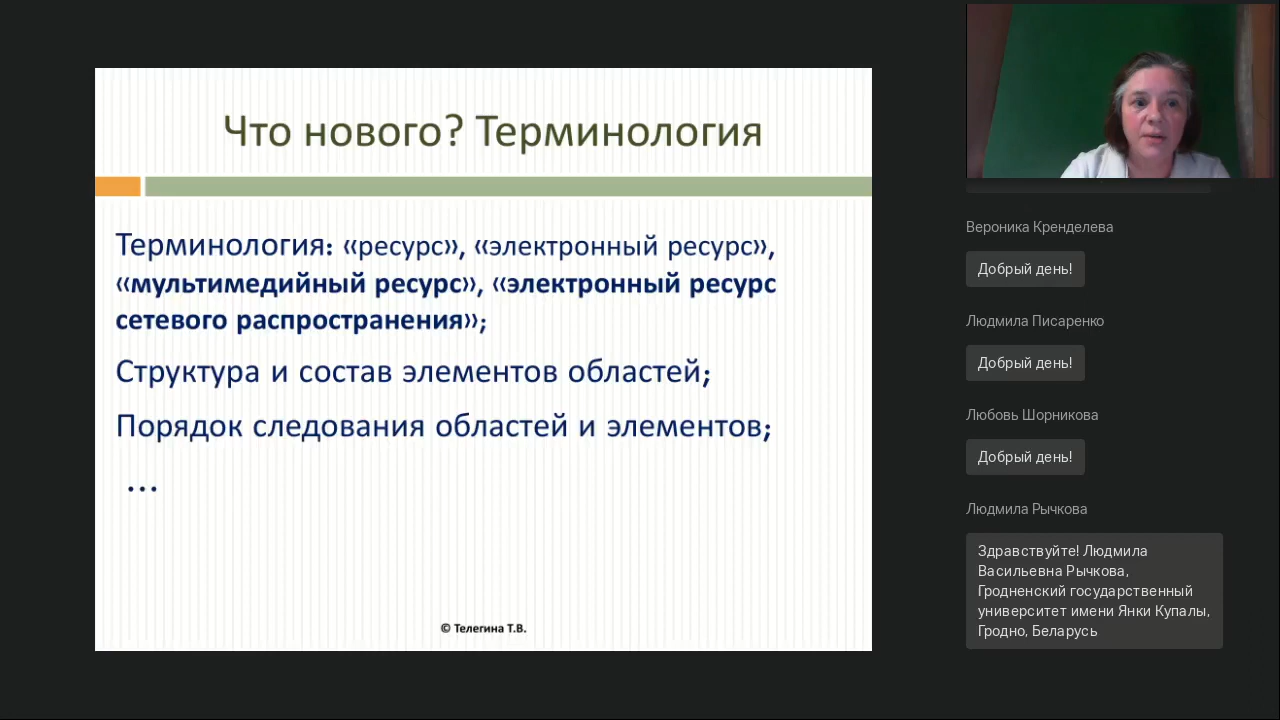 Что нового? Терминология
Терминология: «ресурс», «электронный ресурс»,
«мультимедийный ресурс», «электронный ресурс
сетевого распространения»;
Структура и состав элементов областей;
Порядок следования областей и элементов;
...
© Телегина Т.В.
Вероника Кренделева
Добрый день!
Людмила Писаренко
Добрый день!
Любовь Шорникова
Добрый день!
Людмила Рычкова
Здравствуйте! Людмила
Васильевна Рычкова,
Гродненский государственный
университет имени Янки Купалы,
Гродно, Беларусь